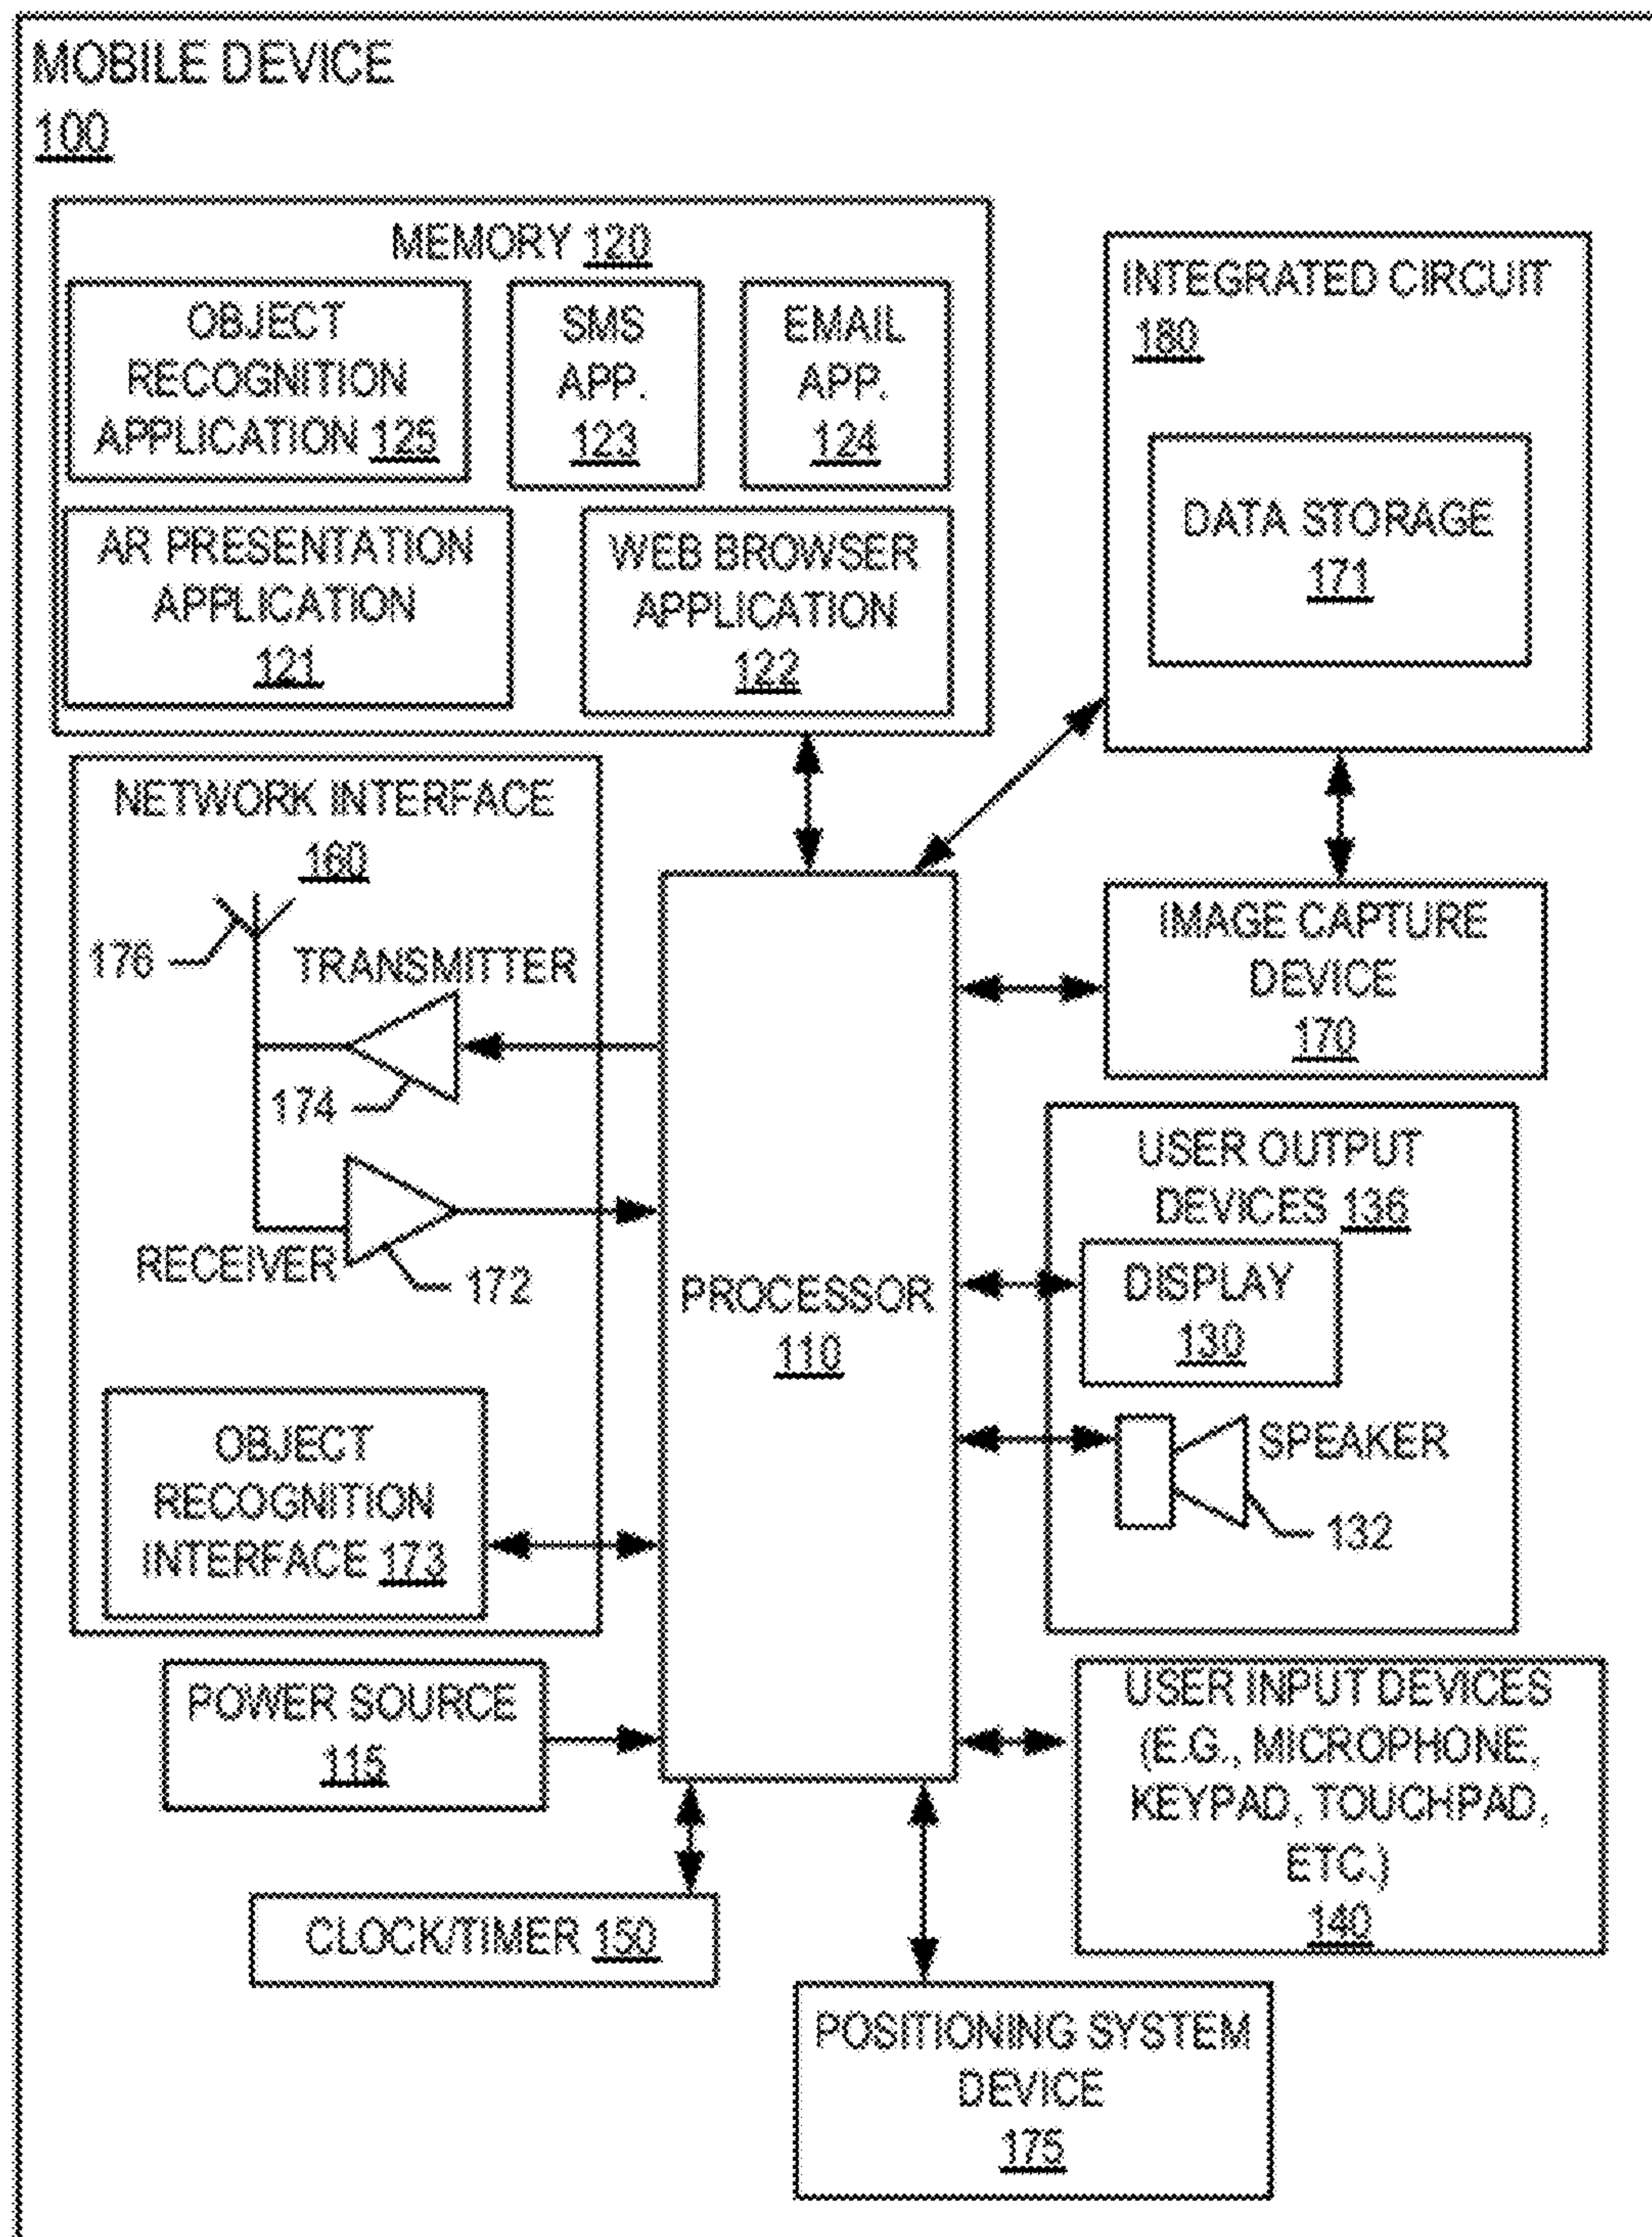 MOBILE DEVICE
100
MEMORY 120
OBJECT
RECOGNITION
APPLICATION 125
SMS
APP.
123
EMAIL
APP.
124
AR PRESENTATION
APPLICATION
121
WEB BROWSER
APPLICATION
122
INTEGRATED CIRCUIT
180
DATA STORAGE
171
NETWORK INTERFACE
160
176
TRANSMITTER
174
RECEIVER
172
OBJECT
RECOGNITION
INTERFACE 173
PROCESSOR
110
IMAGE CAPTURE
DEVICE
170
USER OUTPUT
DEVICES 136
DISPLAY
130
SPEAKER
132
POWER SOURCE
115
USER INPUT DEVICES
(E.G., MICROPHONE,
KEYPAD, TOUCHPAD,
ETC.)
140
CLOCK/TIMER 150
POSITIONING SYSTEM
DEVICE
175